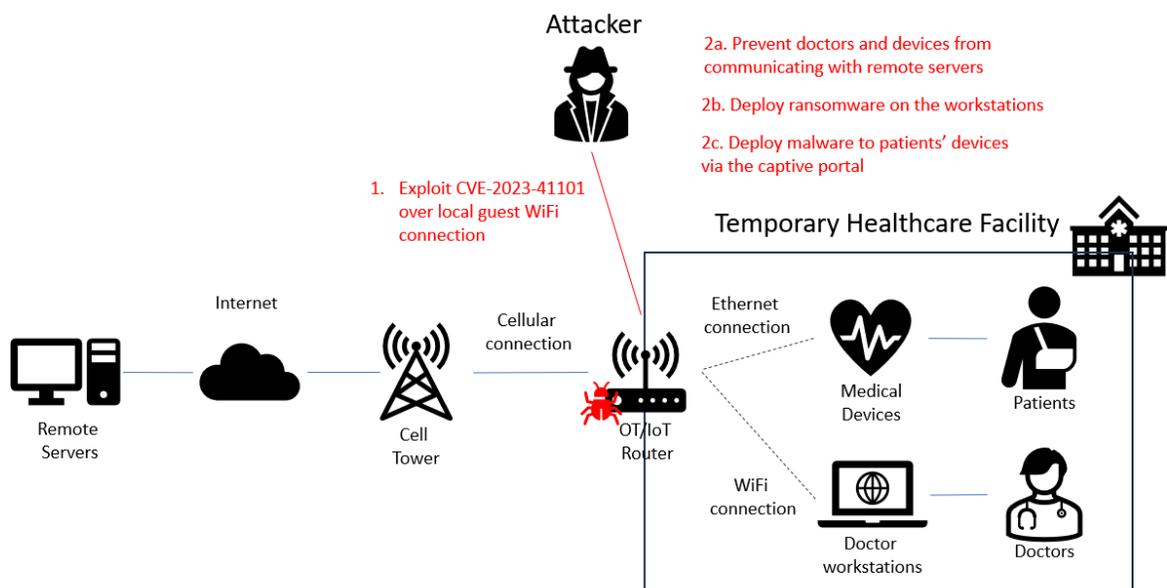 Attacker
2a. Prevent doctors and devices from
communicating with remote servers
2b. Deploy ransomware on the workstations
2c. Deploy malware to patients’ devices
via the captive portal
1. Exploit CVE-2023-41101
over local guest WiFi
connection
Temporary Healthcare Facility
Internet
Cellular
connection
Ethernet
connection
Remote
Servers
Cell
Tower
OT/IoT
Router
Medical
Devices
Patients
WiFi
connection
Doctor
workstations
Doctors